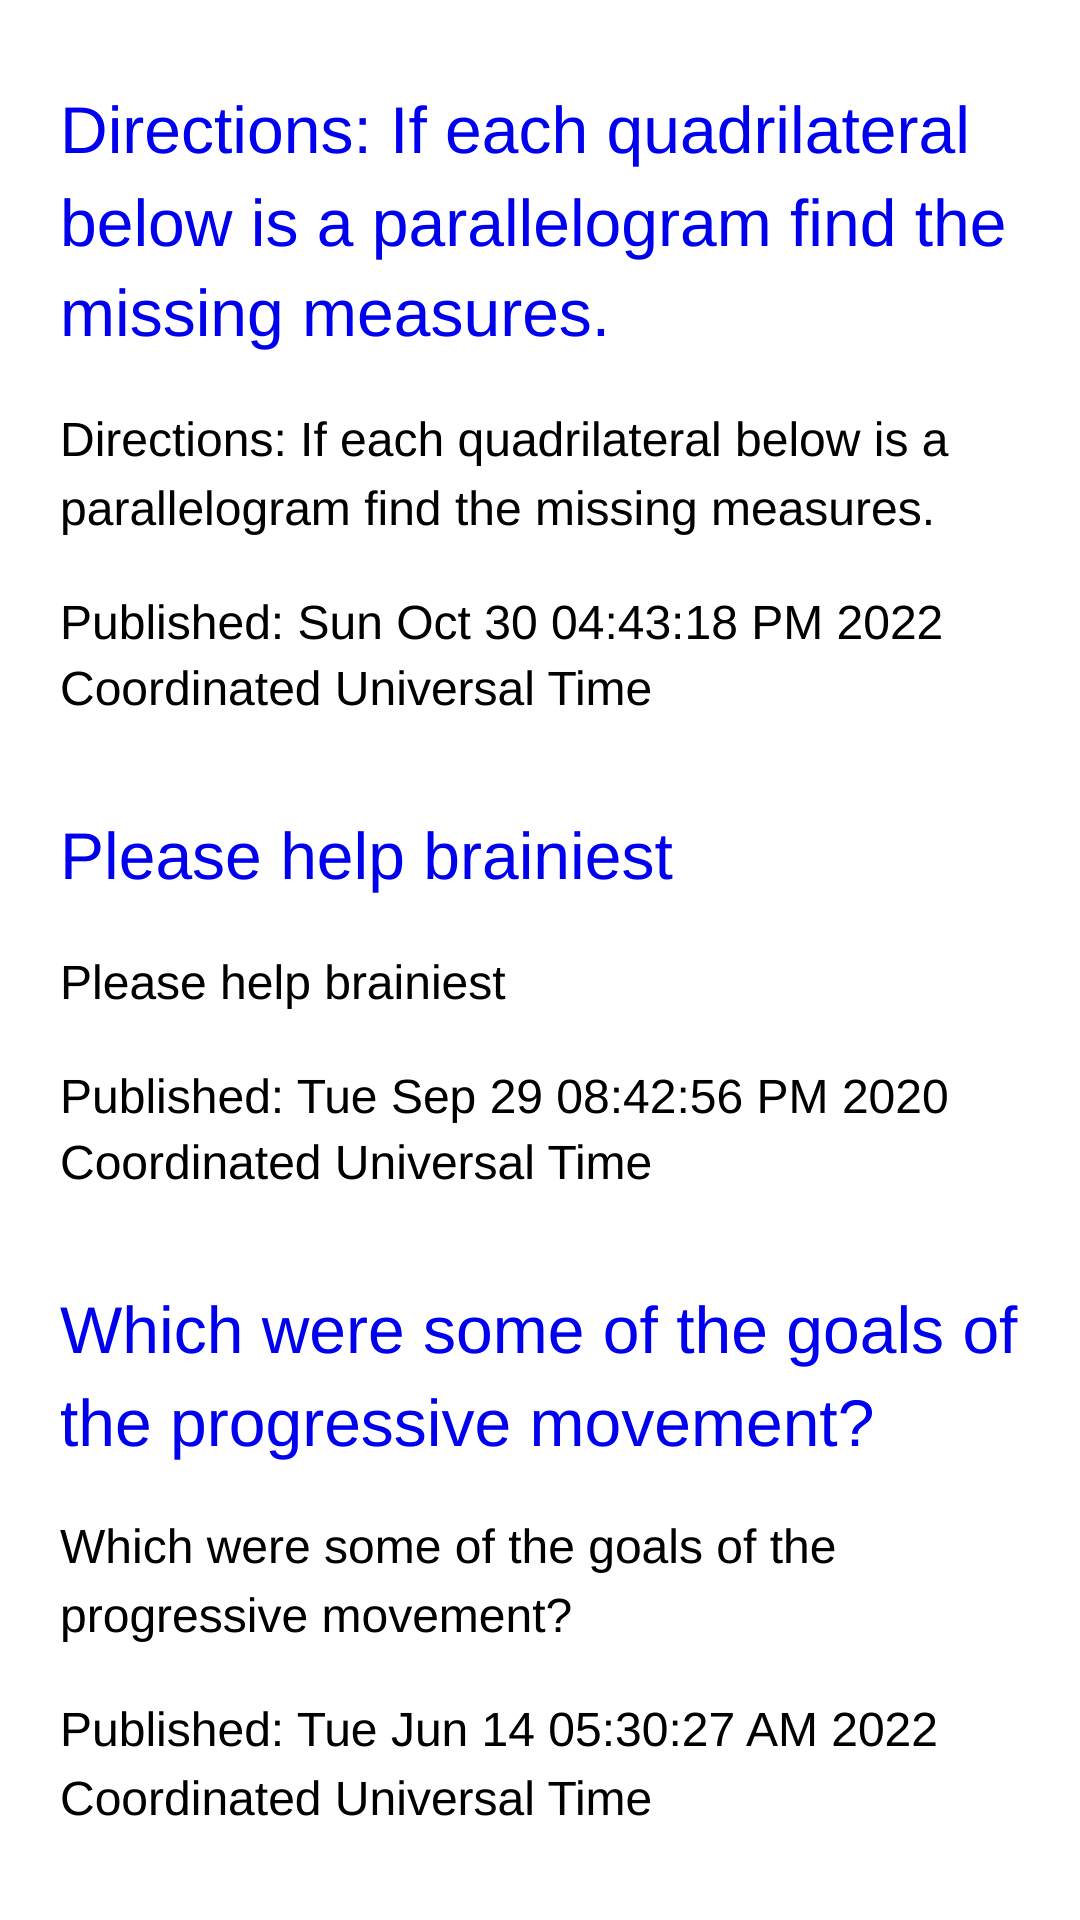 Directions: If each quadrilateral
below is a parallelogram find the
missing measures.
Directions: If each quadrilateral below is a
parallelogram find the missing measures.
Published: Sun Oct 30 04:43:18 PM 2022
Coordinated Universal Time
Please help brainiest
Please help brainiest
Published: Tue Sep 29 08:42:56 PM 2020
Coordinated Universal Time
Which were some of the goals of
the progressive movement?
Which were some of the goals of the
progressive movement?
Published: Tue Jun 14 05:30:27 AM 2022
Coordinated Universal Time